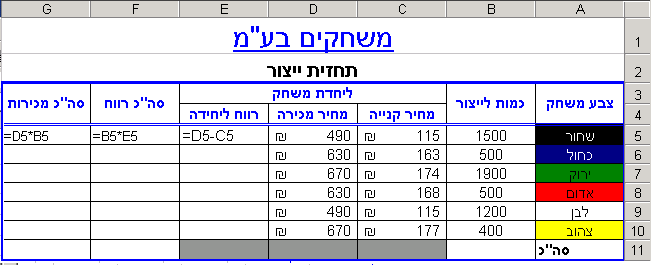 G F E D C B A
1 משחקים בע"מ
2 תחזית ייצור
3 צבע משחק כמות לייצור ליחדת משחק סה"כ רווח סה"כ מכירות
4 מחיר קנייה מחיר מכירה רווח ליחידה
5 שחור 1500 115 ₪ 490 ₪ =D5-C5 =B5*E5 =D5*B5
6 כחול 500 163 ₪ 630 ₪
7 ירוק 1900 174 ₪ 670 ₪
8 אדום 500 168 ₪ 630 ₪
9 לבן 1200 115 ₪ 490 ₪
10 צהוב 400 177 ₪ 670 ₪
11 סה"כ